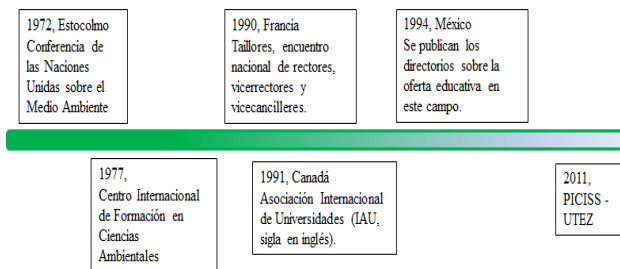 1972, Estocolmo
Conferencia de
las Naciones
Unidas sobre el
Medio Ambiente
1990, Francia
Taillores, encuentro
nacional de rectores,
vicerrectores y
vicecancilleres.
1994, México
Se publican los
directorios sobre la
oferta educativa en
este campo.
1977,
Centro Internacional
de Formación en
Ciencias
Ambientales
1991, Canadá
Asociación Internacional
de Universidades (IAU,
sigla en inglés).
2011,
PICISS -
UTEZ